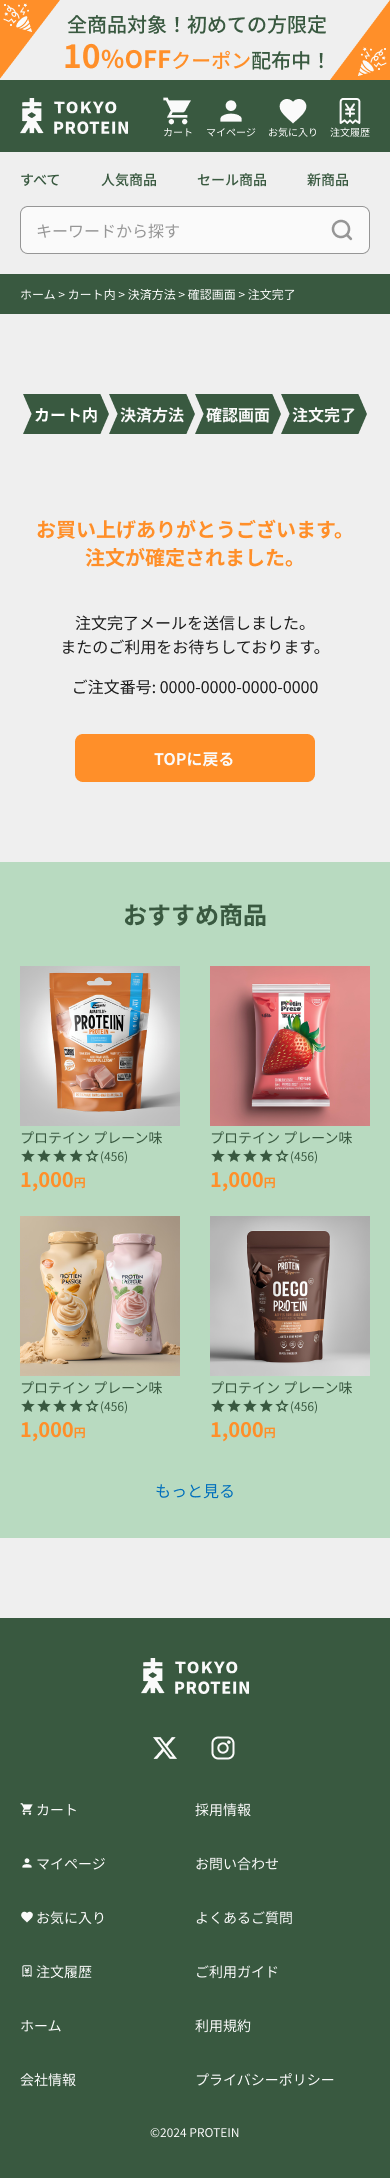 全商品対象！初めての方限定
10%OFFクーポン配布中！
TOKYO
PROTEIN
カート マイページ お気に入り 注文履歴
すべて 人気商品 セール商品 新商品
キーワードから探す
ホーム > カート内 > 決済方法 > 確認画面 > 注文完了
カート内 決済方法 確認画面 注文完了
お買い上げありがとうございます。
注文が確定されました。
注文完了メールを送信しました。
またのご利用をお待ちしております。
ご注文番号: 0000-0000-0000-0000
TOPに戻る
おすすめ商品
PROTEIIN
PROTEIN
OEGO
PROTEIN
プロテイン プレーン味 プロテイン プレーン味
★★★★☆(456) ★★★★☆(456)
1,000円 1,000円
プロテイン プレーン味 プロテイン プレーン味
★★★★☆(456) ★★★★☆(456)
1,000円 1,000円
もっと見る
TOKYO
PROTEIN
カート 採用情報
マイページ お問い合わせ
お気に入り よくあるご質問
注文履歴 ご利用ガイド
ホーム 利用規約
会社情報 プライバシーポリシー
©2024 PROTEIN